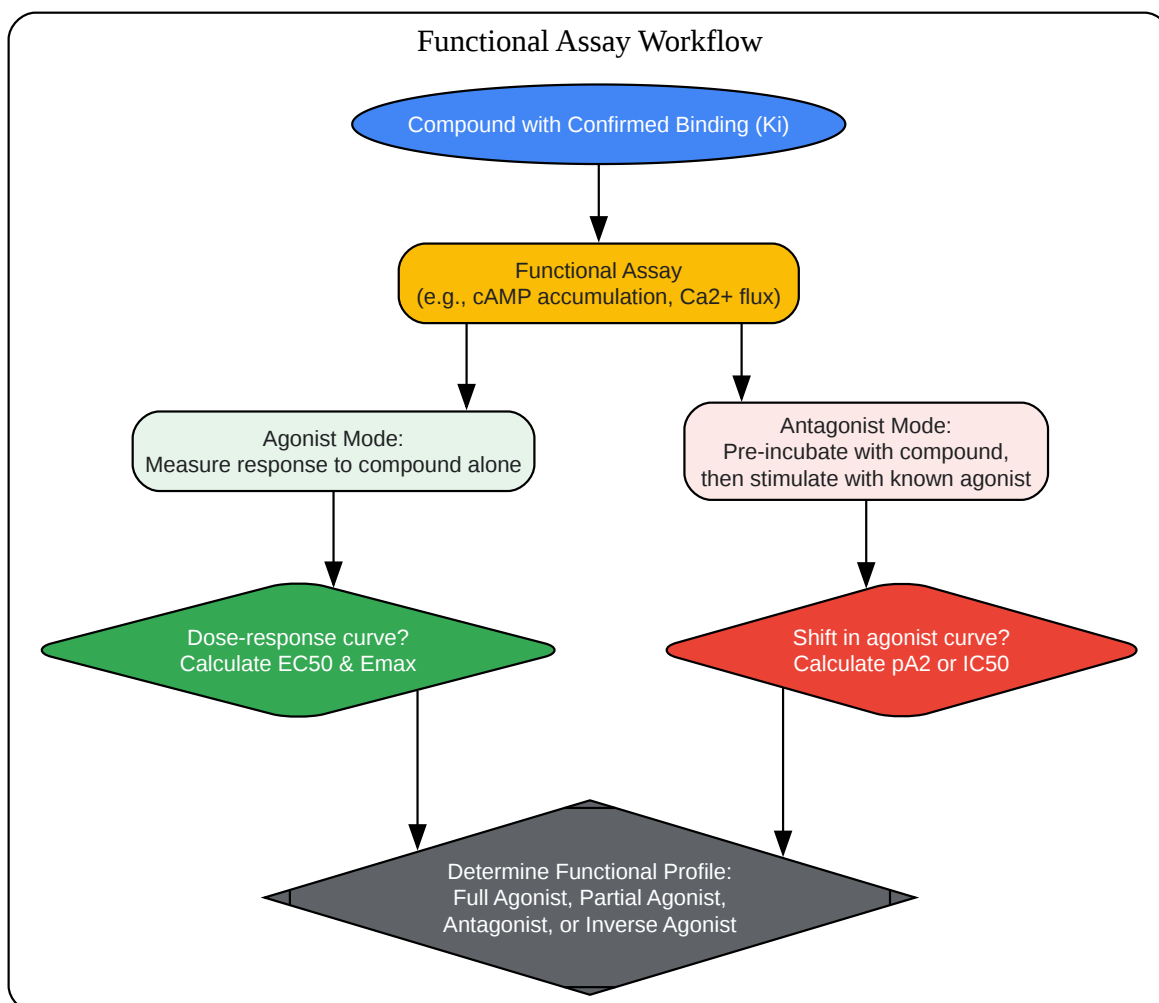 Functional Assay Workflow
Compound with Confirmed Binding (Ki)
Functional Assay
(e.g., cAMP accumulation, Ca2+ flux)
Agonist Mode:
Measure response to compound alone
Antagonist Mode:
Pre-incubate with compound,
then stimulate with known agonist
Dose-response curve?
Calculate EC50 & Emax
Shift in agonist curve?
Calculate pA2 or IC50
Determine Functional Profile:
Full Agonist, Partial Agonist,
Antagonist, or Inverse Agonist